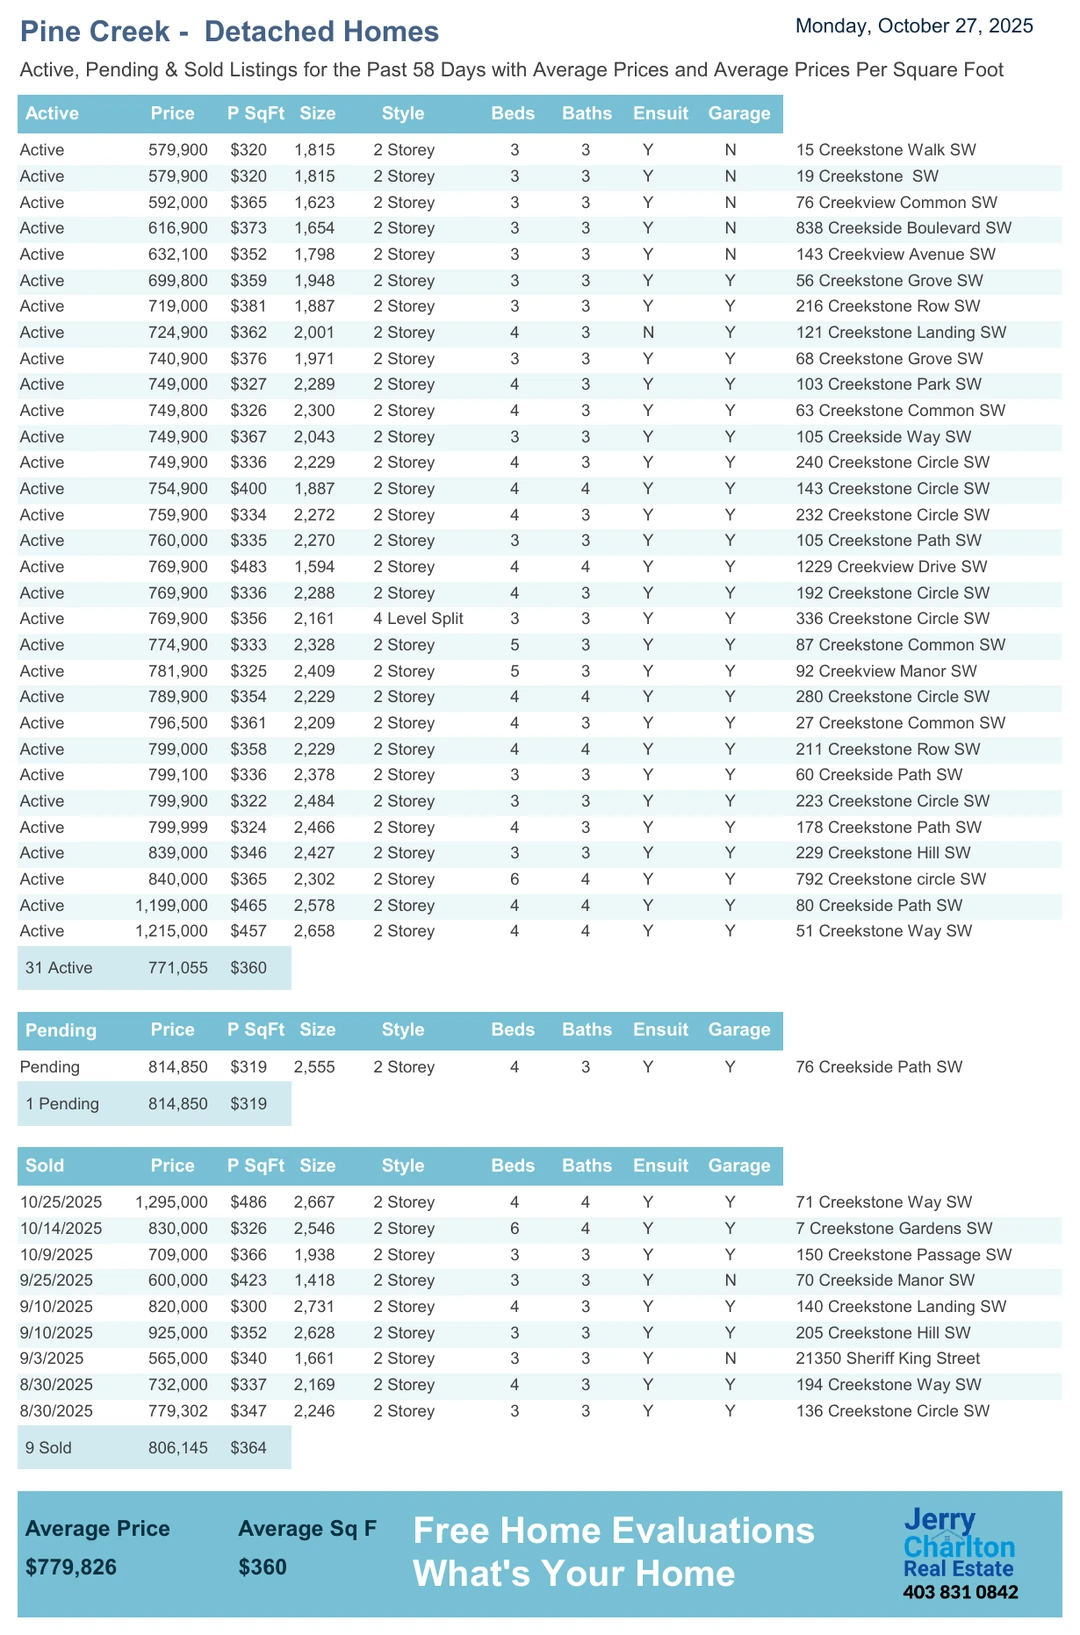 Pine Creek -  Detached Homes Monday, October 27, 2025
Active, Pending & Sold Listings for the Past 58 Days with Average Prices and Average Prices Per Square Foot
Active Price P SqFt Size Style Beds Baths Ensuit Garage
Active 579,900 $320 1,815 2 Storey 3 3 Y N 15 Creekstone Walk SW
Active 579,900 $320 1,815 2 Storey 3 3 Y N 19 Creekstone  SW
Active 592,000 $365 1,623 2 Storey 3 3 Y N 76 Creekview Common SW
Active 616,900 $373 1,654 2 Storey 3 3 Y N 838 Creekside Boulevard SW
Active 632,100 $352 1,798 2 Storey 3 3 Y N 143 Creekview Avenue SW
Active 699,800 $359 1,948 2 Storey 3 3 Y Y 56 Creekstone Grove SW
Active 719,000 $381 1,887 2 Storey 3 3 Y Y 216 Creekstone Row SW
Active 724,900 $362 2,001 2 Storey 4 3 N Y 121 Creekstone Landing SW
Active 740,900 $376 1,971 2 Storey 3 3 Y Y 68 Creekstone Grove SW
Active 749,000 $327 2,289 2 Storey 4 3 Y Y 103 Creekstone Park SW
Active 749,800 $326 2,300 2 Storey 4 3 Y Y 63 Creekstone Common SW
Active 749,900 $367 2,043 2 Storey 3 3 Y Y 105 Creekside Way SW
Active 749,900 $336 2,229 2 Storey 4 3 Y Y 240 Creekstone Circle SW
Active 754,900 $400 1,887 2 Storey 4 4 Y Y 143 Creekstone Circle SW
Active 759,900 $334 2,272 2 Storey 4 3 Y Y 232 Creekstone Circle SW
Active 760,000 $335 2,270 2 Storey 3 3 Y Y 105 Creekstone Path SW
Active 769,900 $483 1,594 2 Storey 4 4 Y Y 1229 Creekview Drive SW
Active 769,900 $336 2,288 2 Storey 4 3 Y Y 192 Creekstone Circle SW
Active 769,900 $356 2,161 4 Level Split 3 3 Y Y 336 Creekstone Circle SW
Active 774,900 $333 2,328 2 Storey 5 3 Y Y 87 Creekstone Common SW
Active 781,900 $325 2,409 2 Storey 5 3 Y Y 92 Creekview Manor SW
Active 789,900 $354 2,229 2 Storey 4 4 Y Y 280 Creekstone Circle SW
Active 796,500 $361 2,209 2 Storey 4 3 Y Y 27 Creekstone Common SW
Active 799,000 $358 2,229 2 Storey 4 4 Y Y 211 Creekstone Row SW
Active 799,100 $336 2,378 2 Storey 3 3 Y Y 60 Creekside Path SW
Active 799,900 $322 2,484 2 Storey 3 3 Y Y 223 Creekstone Circle SW
Active 799,999 $324 2,466 2 Storey 4 3 Y Y 178 Creekstone Path SW
Active 839,000 $346 2,427 2 Storey 3 3 Y Y 229 Creekstone Hill SW
Active 840,000 $365 2,302 2 Storey 6 4 Y Y 792 Creekstone circle SW
Active 1,199,000 $465 2,578 2 Storey 4 4 Y Y 80 Creekside Path SW
Active 1,215,000 $457 2,658 2 Storey 4 4 Y Y 51 Creekstone Way SW
31 Active 771,055 $360
Pending Price P SqFt Size Style Beds Baths Ensuit Garage
Pending 814,850 $319 2,555 2 Storey 4 3 Y Y 76 Creekside Path SW
1 Pending 814,850 $319
Sold Price P SqFt Size Style Beds Baths Ensuit Garage
10/25/2025 1,295,000 $486 2,667 2 Storey 4 4 Y Y 71 Creekstone Way SW
10/14/2025 830,000 $326 2,546 2 Storey 6 4 Y Y 7 Creekstone Gardens SW
10/9/2025 709,000 $366 1,938 2 Storey 3 3 Y Y 150 Creekstone Passage SW
9/25/2025 600,000 $423 1,418 2 Storey 3 3 Y N 70 Creekside Manor SW
9/10/2025 820,000 $300 2,731 2 Storey 4 3 Y Y 140 Creekstone Landing SW
9/10/2025 925,000 $352 2,628 2 Storey 3 3 Y Y 205 Creekstone Hill SW
9/3/2025 565,000 $340 1,661 2 Storey 3 3 Y N 21350 Sheriff King Street
8/30/2025 732,000 $337 2,169 2 Storey 4 3 Y Y 194 Creekstone Way SW
8/30/2025 779,302 $347 2,246 2 Storey 3 3 Y Y 136 Creekstone Circle SW
9 Sold 806,145 $364
Average Price Average Sq F
$779,826 $360
Free Home Evaluations
What's Your Home
Jerry
Charlton
Real Estate
403 831 0842